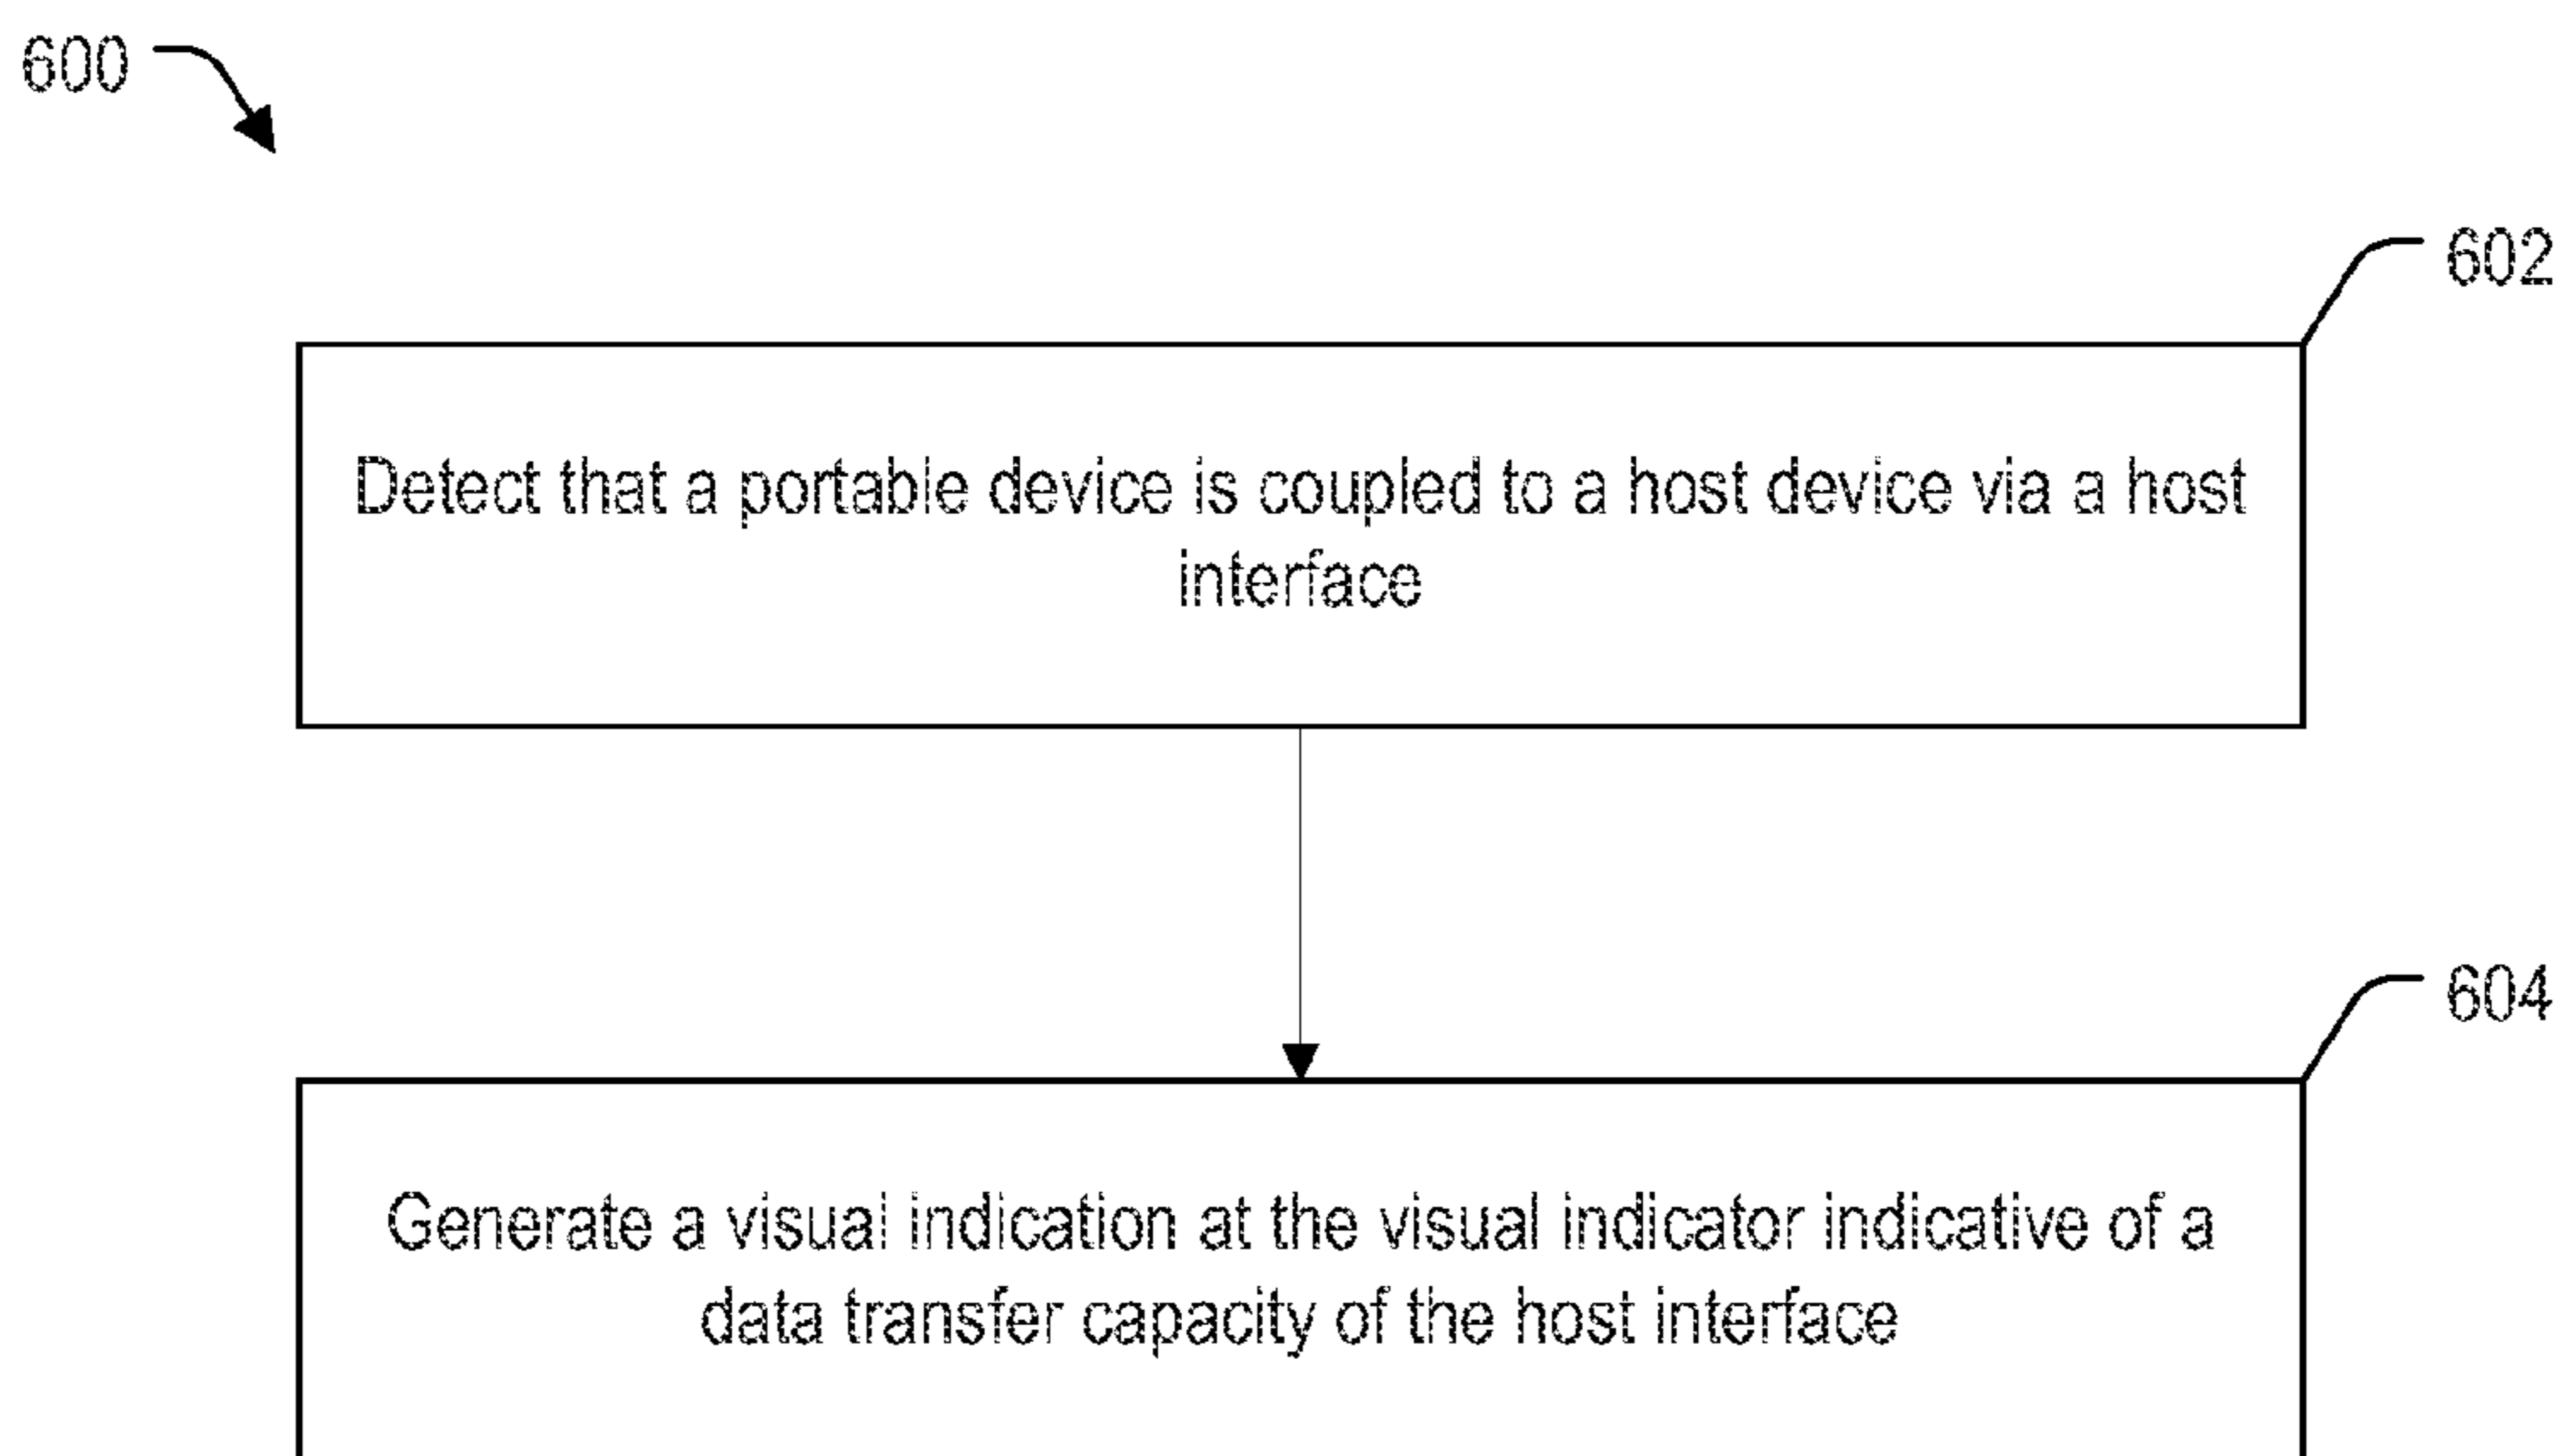 600
602
Detect that a portable device is coupled to a host device via a host
interface
604
Generate a visual indication at the visual indicator indicative of a
data transfer capacity of the host interface